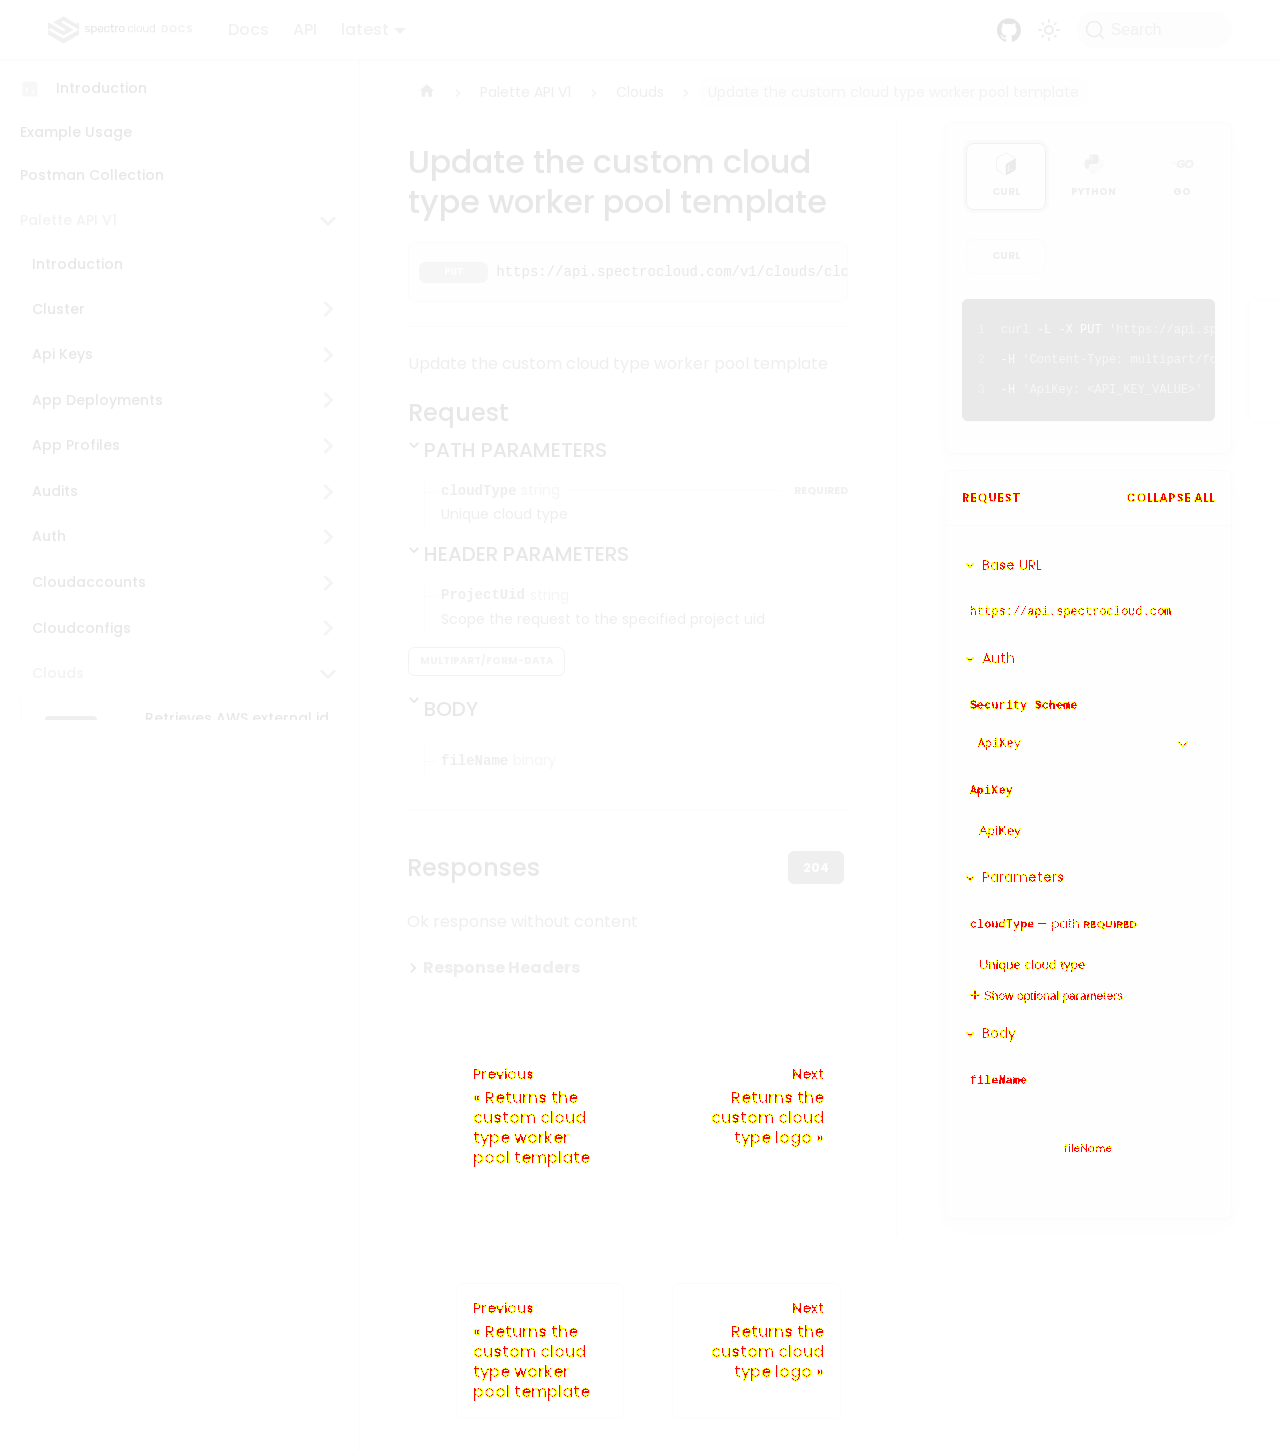 spectro cloud DOCS
Docs API latest
Search
Introduction
Example Usage
Postman Collection
Palette API V1
Introduction
Cluster
Api Keys
App Deployments
App Profiles
Audits
Auth
Cloudaccounts
Cloudconfigs
Clouds
Retrieves AWS external id
Palette API V1 Clouds Update the custom cloud type worker pool template
Update the custom cloud
type worker pool template
PUT https://api.spectrocloud.com/v1/clouds/clo
Update the custom cloud type worker pool template
Request
PATH PARAMETERS
cloudType string REQUIRED
Unique cloud type
HEADER PARAMETERS
ProjectUid string
Scope the request to the specified project uid
MULTIPART/FORM-DATA
BODY
fileName binary
Responses
204
Ok response without content
Response Headers
Previous
« Returns the
custom cloud
type worker
pool template
Next
Returns the
custom cloud
type logo »
Previous
« Returns the
custom cloud
type worker
pool template
Next
Returns the
custom cloud
type logo »
CURL PYTHON GO
CURL
1 curl -L -X PUT 'https://api.sp
2 -H 'Content-Type: multipart/fo
3 -H 'ApiKey: <API_KEY_VALUE>'
REQUEST COLLAPSE ALL
Base URL
https://api.spectrocloud.com
Auth
Security Scheme
ApiKey
ApiKey
ApiKey
Parameters
cloudType — path REQUIRED
Unique cloud type
Show optional parameters
Body
fileName
fileName